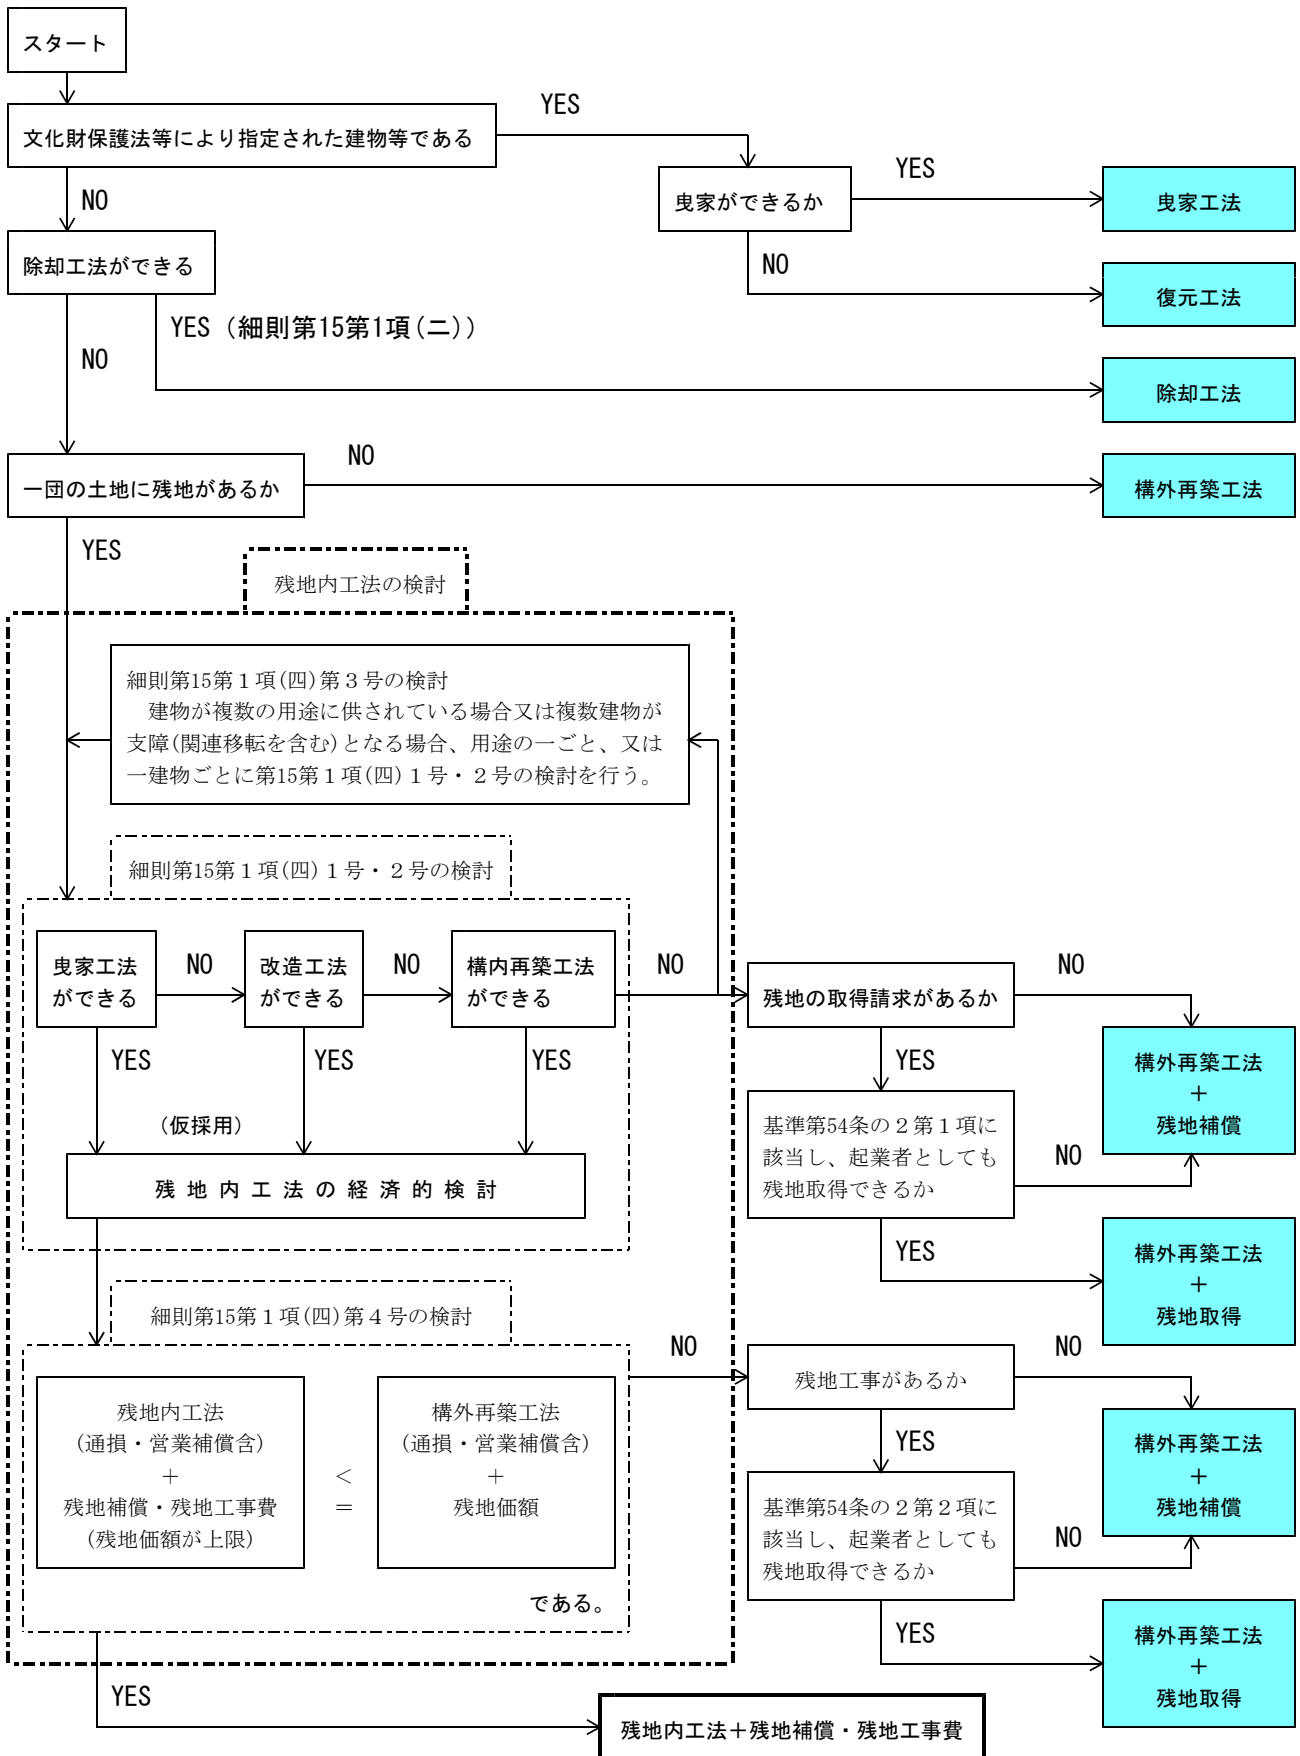 スタート
文化財保護法等により指定された建物等である
YES
曵家ができるか
YES
曵家工法
NO
NO
復元工法
除却工法ができる
YES（細則第15第1項(二)）
NO
除却工法
一団の土地に残地があるか
NO
構外再築工法
YES
残地内工法の検討
細則第15第１項(四)第３号の検討
建物が複数の用途に供されている場合又は複数建物が
支障(関連移転を含む)となる場合、用途の一ごと、又は
一建物ごとに第15第１項(四)１号・２号の検討を行う。
細則第15第１項(四)１号・２号の検討
曵家工法
ができる
NO
改造工法
ができる
NO
構内再築工法
ができる
NO
残地の取得請求があるか
NO
YES
YES
YES
YES
構外再築工法
＋
残地補償
(仮採用)
残地内工法の経済的検討
基準第54条の２第１項に
該当し、起業者としても
残地取得できるか
NO
YES
構外再築工法
＋
残地取得
細則第15第１項(四)第４号の検討
NO
残地工事があるか
NO
残地内工法
(通損・営業補償含)
＋
残地補償・残地工事費
(残地価額が上限)
＜
＝
構外再築工法
(通損・営業補償含)
＋
残地価額
である。
YES
構外再築工法
＋
残地補償
基準第54条の２第２項に
該当し、起業者としても
残地取得できるか
NO
YES
構外再築工法
＋
残地取得
YES
残地内工法＋残地補償・残地工事費